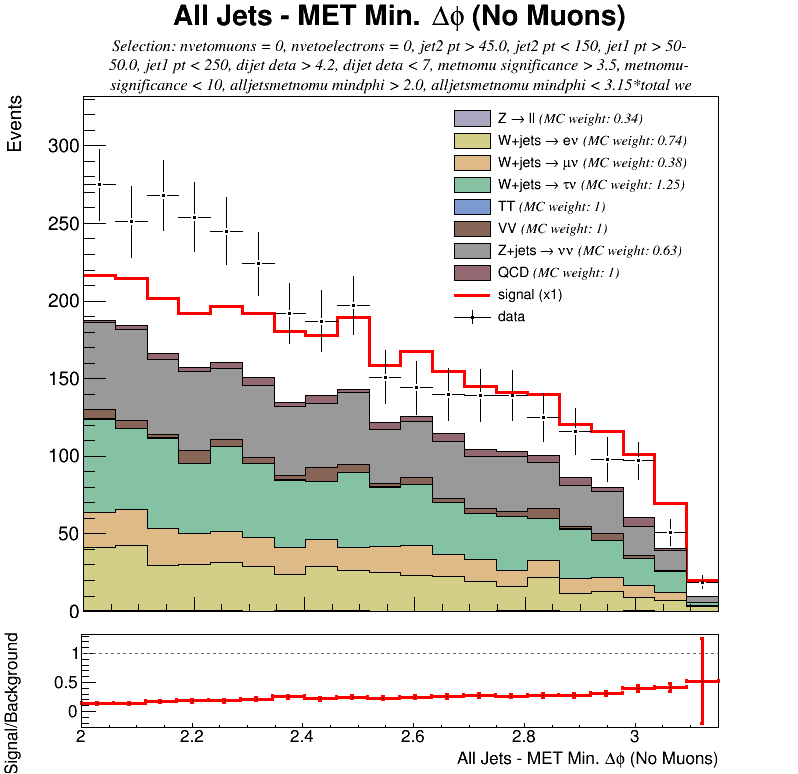 All Jets - MET Min. Δϕ (No Muons)
Selection: nvetomuons = 0, nvetoelectrons = 0, jet2 pt > 45.0, jet2 pt < 150, jet1 pt > 50-
50.0, jet1 pt < 250, dijet deta > 4.2, dijet deta < 7, metnomu significance > 3.5, metnomu-
significance < 10, alljetsmetnomu mindphi > 2.0, alljetsmetnomu mindphi < 3.15*total we
Events
300
250
200
150
100
50
0
Z → ll (MC weight: 0.34)
W+jets → eν (MC weight: 0.74)
W+jets → μν (MC weight: 0.38)
W+jets → τν (MC weight: 1.25)
TT (MC weight: 1)
VV (MC weight: 1)
Z+jets → νν (MC weight: 0.63)
QCD (MC weight: 1)
signal (x1)
data
Signal/Background
1
0.5
0
2 2.2 2.4 2.6 2.8 3
All Jets - MET Min. Δϕ (No Muons)